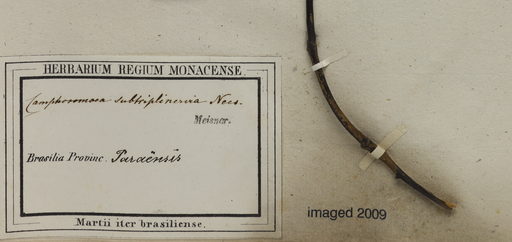 HERBARIUM REGIUM MONACENSE.
Camphoromoea subtriplinervia Nees.
Meisner.
Brasilia Provinc. Paraënsis
Martii iter brasiliense.
imaged 2009